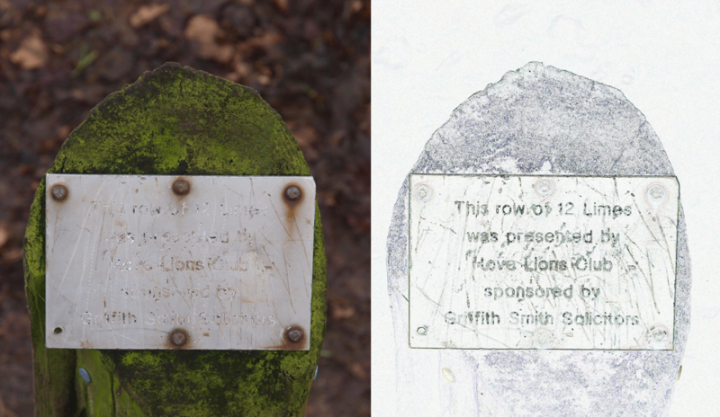 This row of 12 Limes
was presented by
Hove Lions Club
sponsored by
Griffith Smith Solicitors